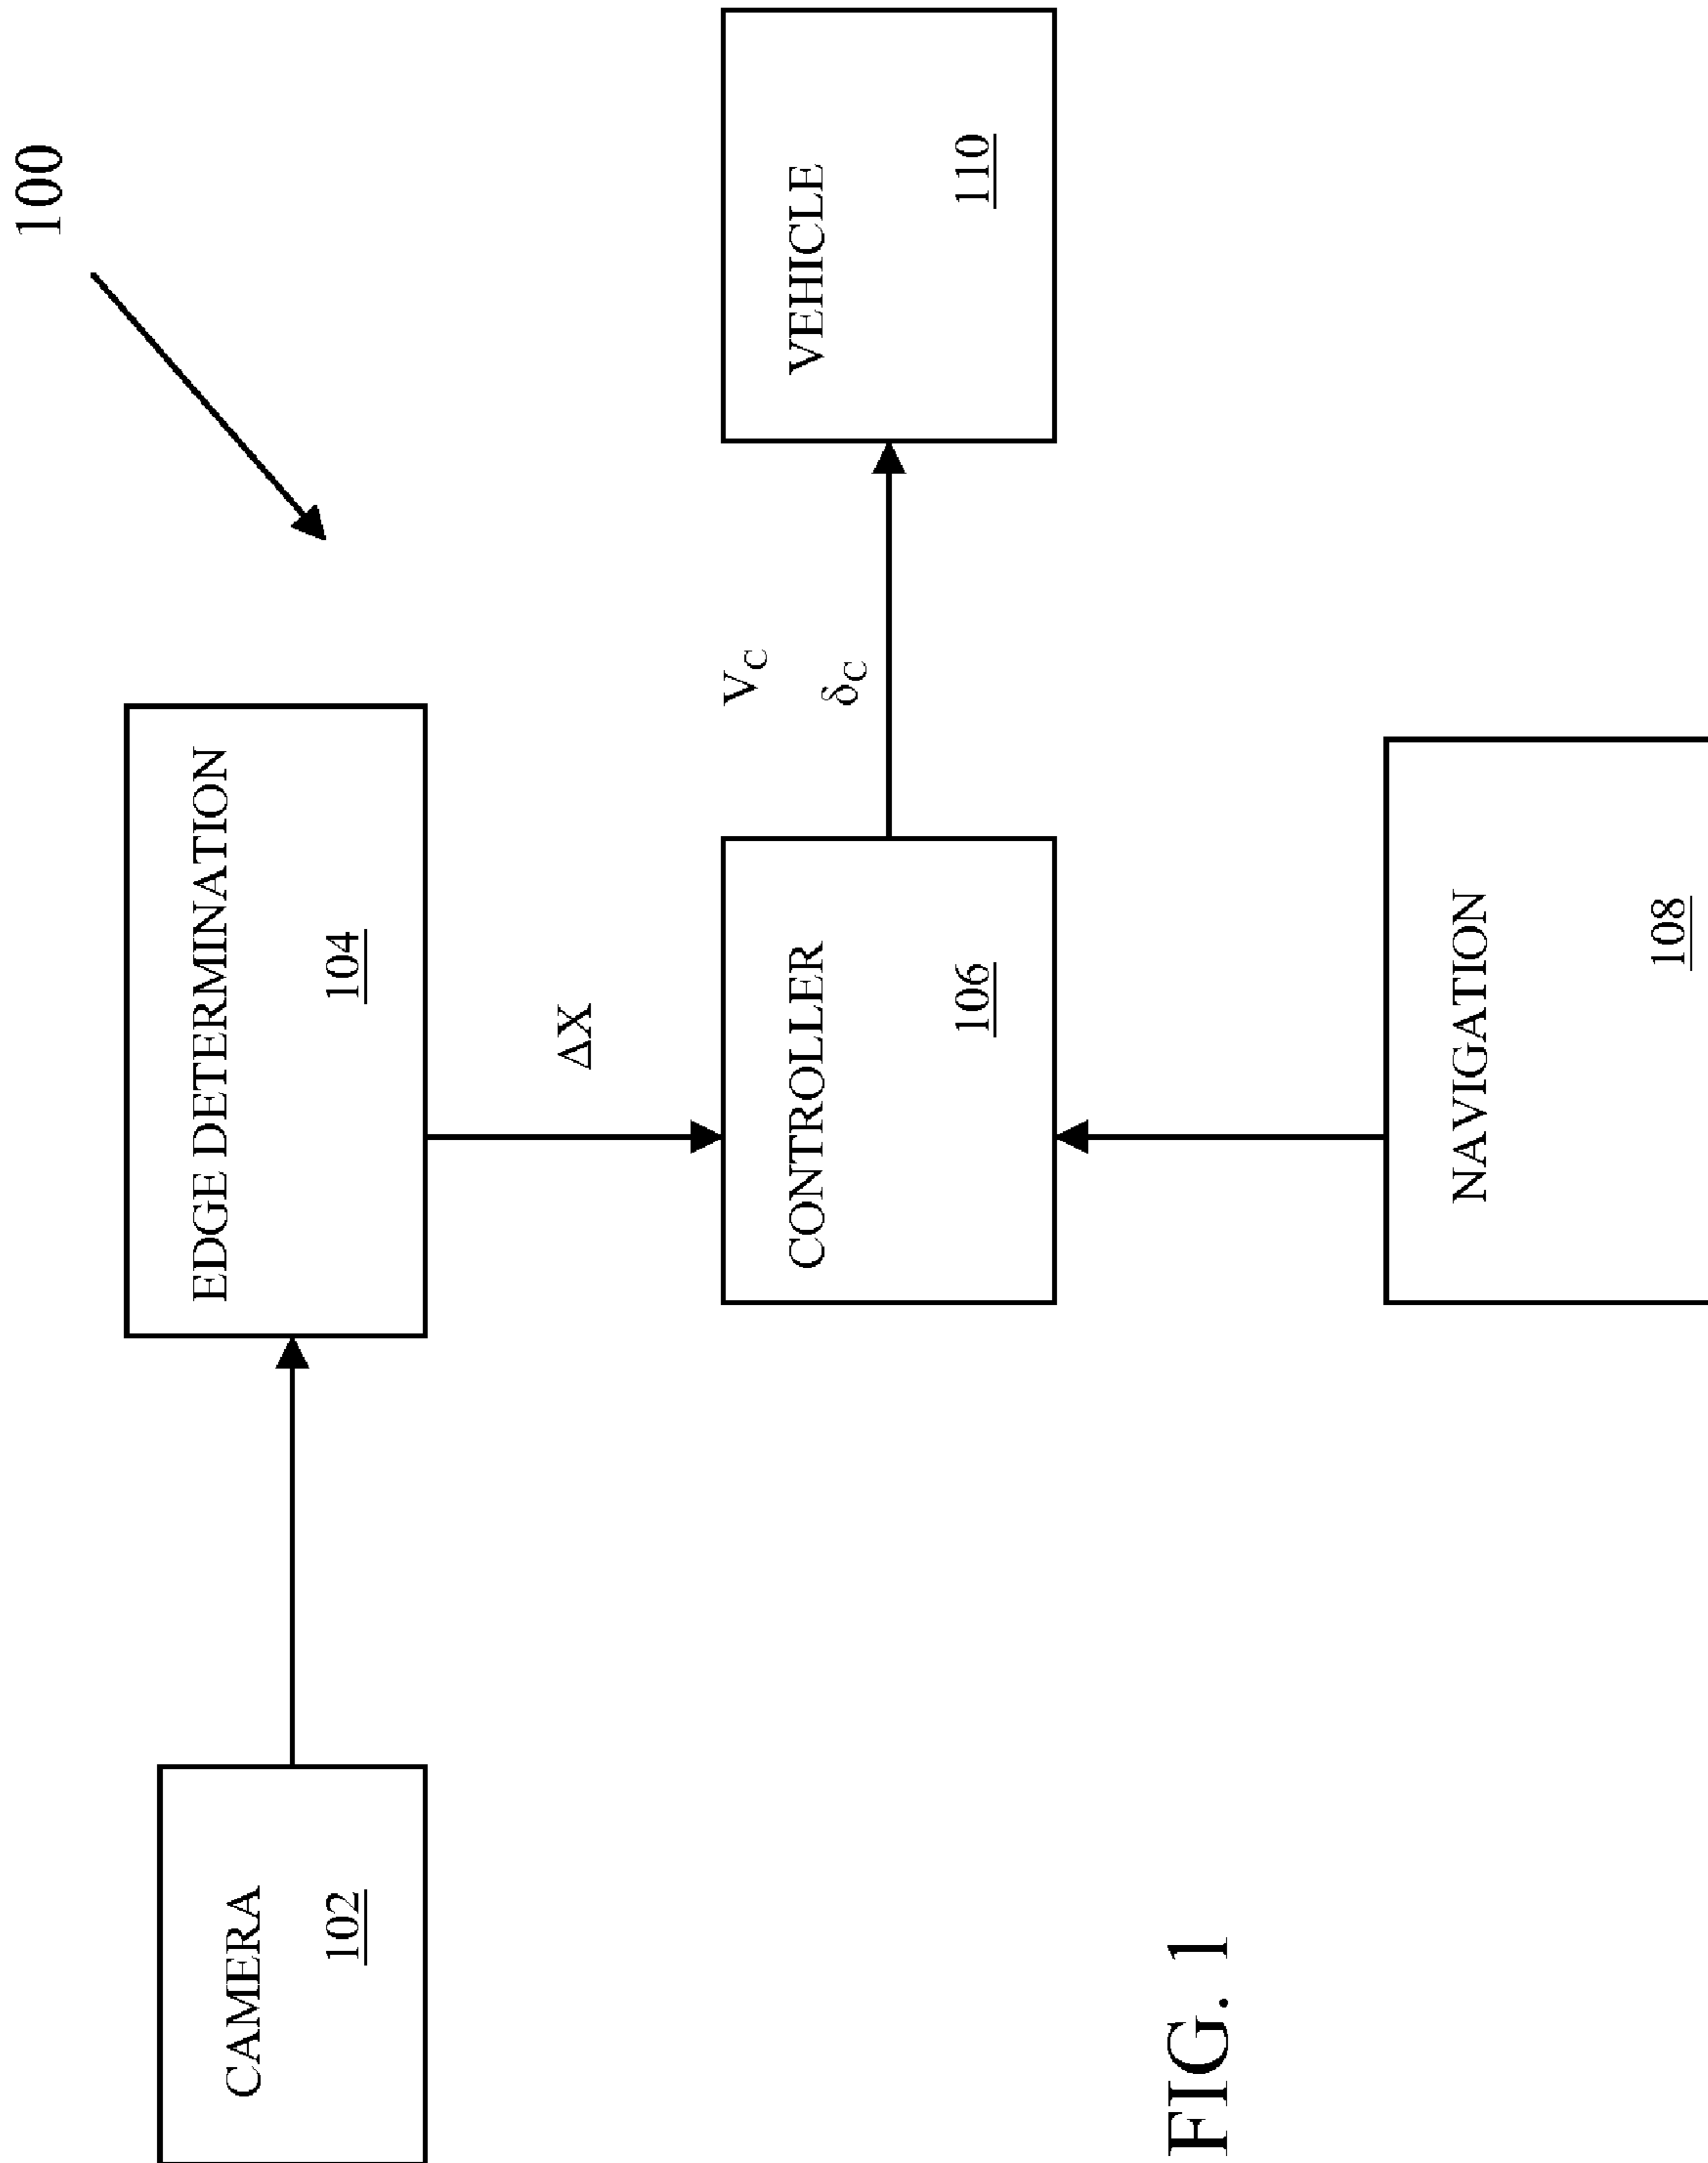 100
CAMERA
102
EDGE DETERMINATION
104
ΔX
CONTROLLER
106
V_C
δ_C
VEHICLE
110
NAVIGATION
108
FIG. 1